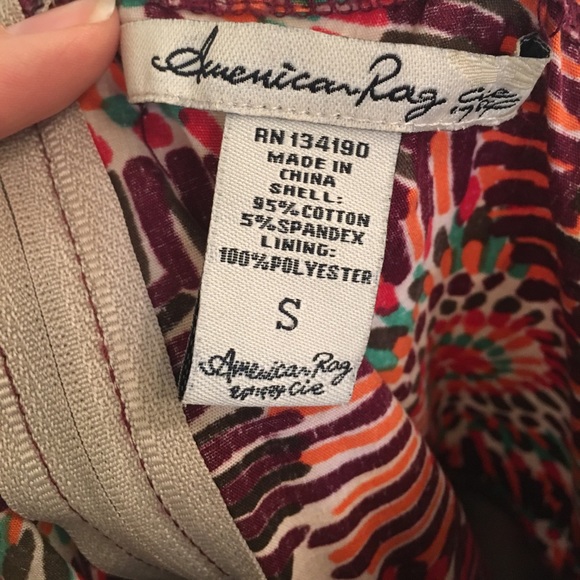 American Rag
cie
RN 134190
MADE IN
CHINA
SHELL:
95% COTTON
5% SPANDEX
LINING:
100% POLYESTER
S
American Rag
cie